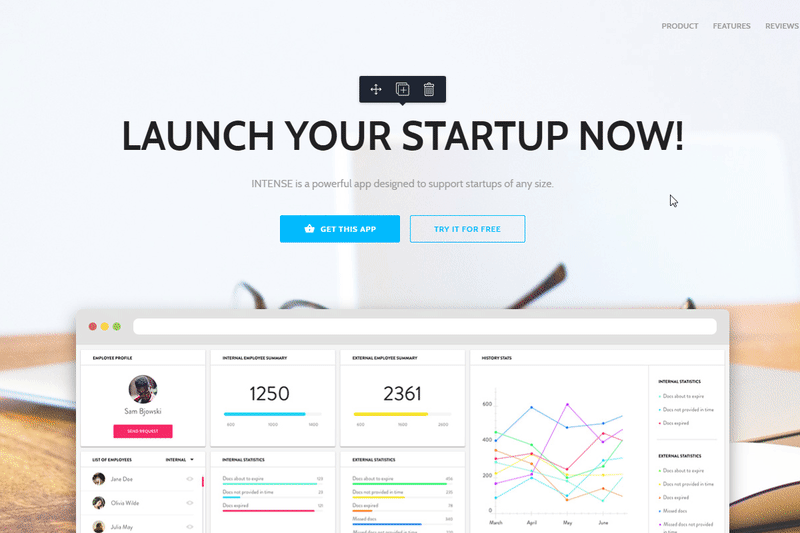 PRODUCT FEATURES REVIEWS
LAUNCH YOUR STARTUP NOW!
INTENSE is a powerful app designed to support startups of any size.
GET THIS APP
TRY IT FOR FREE
EMPLOYEE PROFILE
Sam Bjowski
SEND REQUEST
INTERNAL EMPLOYEE SUMMARY
1250
EXTERNAL EMPLOYEE SUMMARY
2361
HISTORY STATS
600
400
200
0
March April May June
INTERNAL STATISTICS
Docs about to expire
Docs not provided in time
Docs expired
EXTERNAL STATISTICS
Docs about to expire
Docs not provided in time
Docs expired
Missed docs
Missed docs not provided in
time
LIST OF EMPLOYEES INTERNAL
Jane Doe
Olivia Wilde
Julia May
INTERNAL STATISTICS
Docs about to expire
Docs not provided in time
Docs expired
EXTERNAL STATISTICS
Docs about to expire
Docs not provided in time
Docs expired
Missed docs